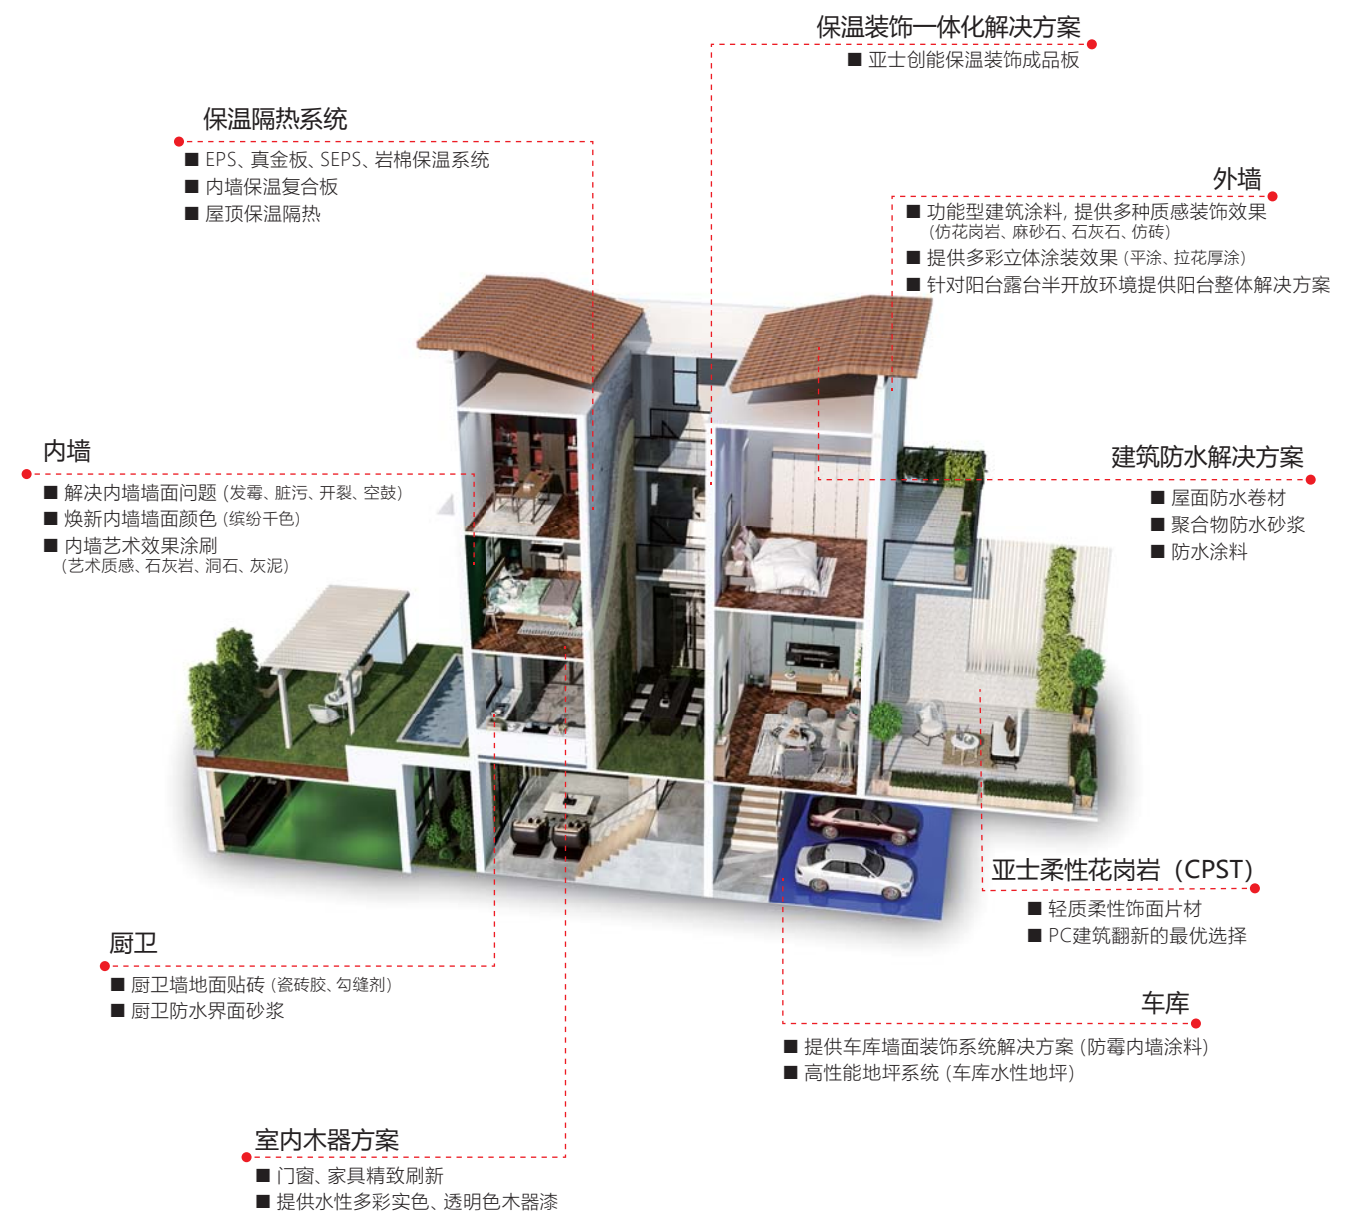 保温装饰一体化解决方案
■ 亚士创能保温装饰成品板
保温隔热系统
■ EPS、真金板、SEPS、岩棉保温系统
■ 内墙保温复合板
■ 屋顶保温隔热
外墙
■ 功能型建筑涂料, 提供多种质感装饰效果
(仿花岗岩、麻砂石、石灰石、仿砖)
■ 提供多彩立体涂装效果 (平涂、拉花厚涂)
■ 针对阳台露台半开放环境提供阳台整体解决方案
内墙
■ 解决内墙墙面问题 (发霉、脏污、开裂、空鼓)
■ 焕新内墙墙面颜色 (缤纷千色)
■ 内墙艺术效果涂刷
(艺术质感、石灰岩、洞石、灰泥)
建筑防水解决方案
■ 屋面防水卷材
■ 聚合物防水砂浆
■ 防水涂料
亚士柔性花岗岩 (CPST)
■ 轻质柔性饰面片材
■ PC建筑翻新的最优选择
厨卫
■ 厨卫墙地面贴砖 (瓷砖胶、勾缝剂)
■ 厨卫防水界面砂浆
车库
■ 提供车库墙面装饰系统解决方案 (防霉内墙涂料)
■ 高性能地坪系统 (车库水性地坪)
室内木器方案
■ 门窗、家具精致刷新
■ 提供水性多彩实色、透明色木器漆